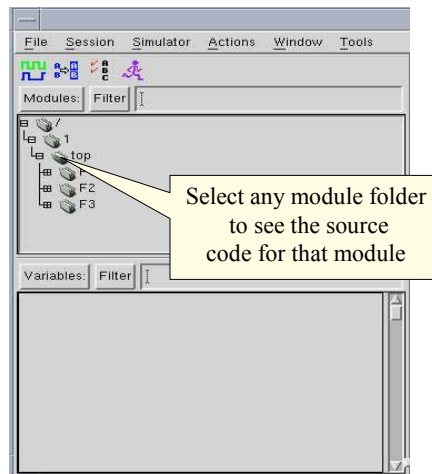 File Session Simulator Actions Window Tools
Modules: Filter
/
1
top
F
F2
F3
Select any module folder
to see the source
code for that module
Variables: Filter